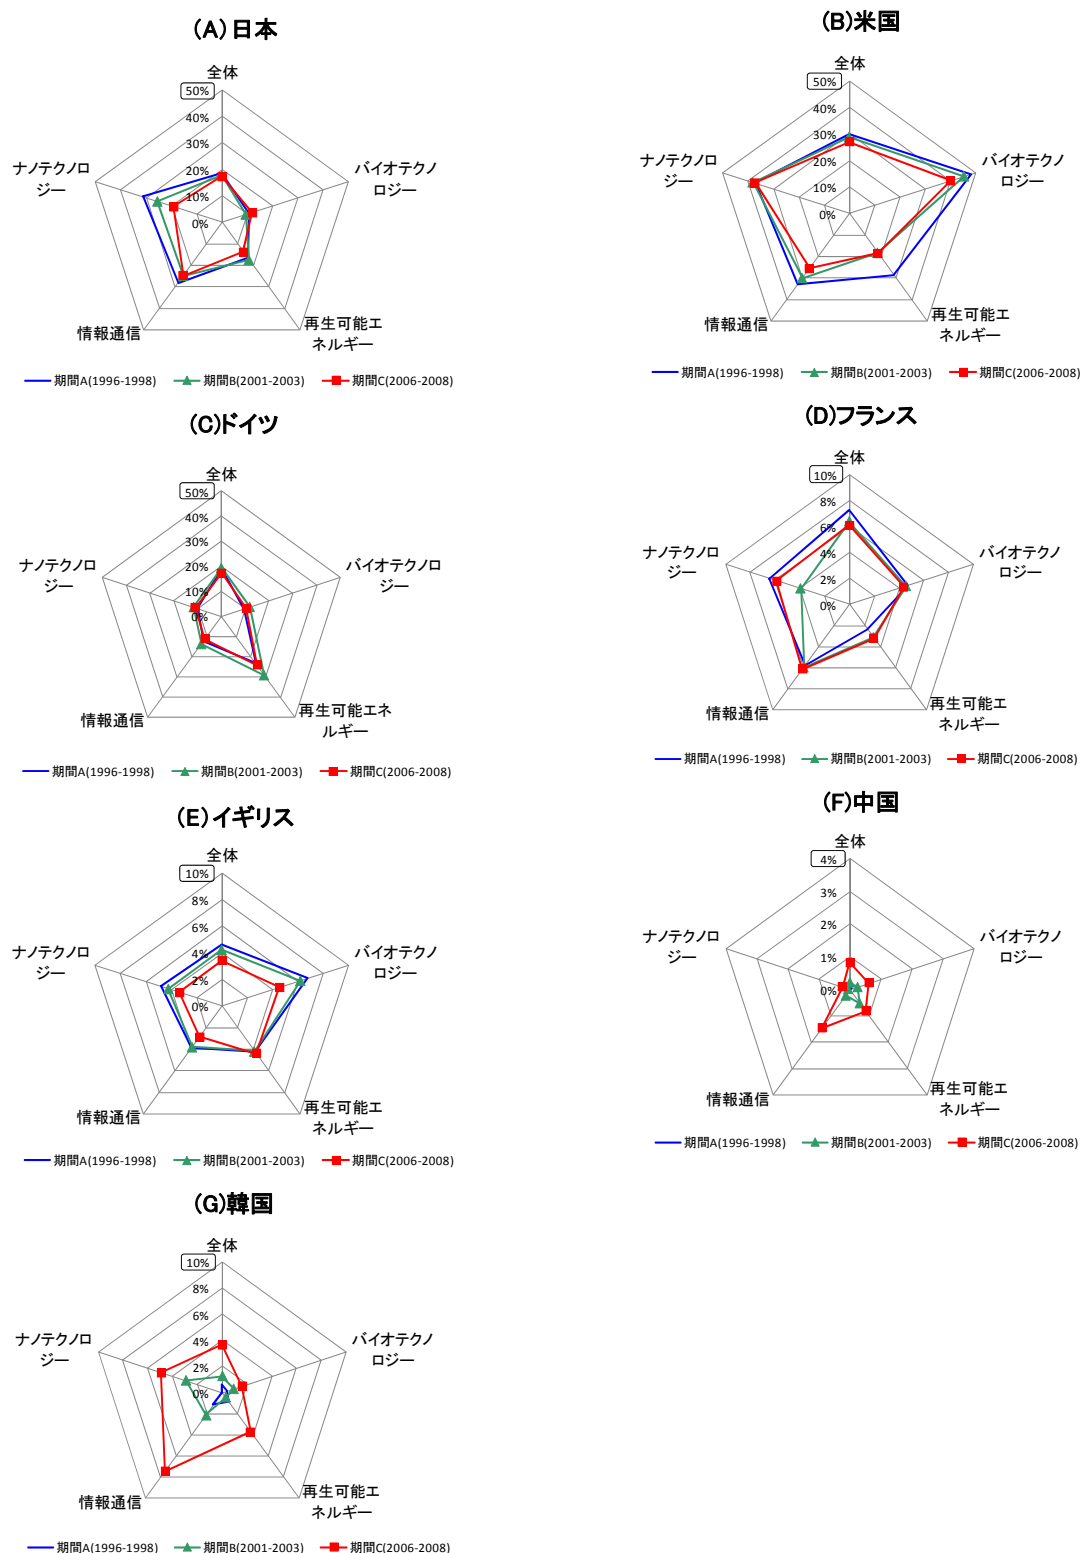 (A)日本
全体
50%
40%
30%
20%
10%
0%
バイオテクノ
ロジー
再生可能エ
ネルギー
情報通信
ナノテクノロ
ジー
期間A(1996-1998) 期間B(2001-2003) 期間C(2006-2008)
(B)米国
全体
50%
40%
30%
20%
10%
0%
バイオテクノ
ロジー
再生可能エ
ネルギー
情報通信
ナノテクノロ
ジー
期間A(1996-1998) 期間B(2001-2003) 期間C(2006-2008)
(C)ドイツ
全体
50%
40%
30%
20%
10%
0%
バイオテクノロ
ジー
再生可能エネ
ルギー
情報通信
ナノテクノロ
ジー
期間A(1996-1998) 期間B(2001-2003) 期間C(2006-2008)
(D)フランス
全体
10%
8%
6%
4%
2%
0%
バイオテクノ
ロジー
再生可能エ
ネルギー
情報通信
ナノテクノロ
ジー
期間A(1996-1998) 期間B(2001-2003) 期間C(2006-2008)
(E)イギリス
全体
10%
8%
6%
4%
2%
0%
バイオテクノ
ロジー
再生可能エ
ネルギー
情報通信
ナノテクノロ
ジー
期間A(1996-1998) 期間B(2001-2003) 期間C(2006-2008)
(F)中国
全体
4%
3%
2%
1%
0%
バイオテクノ
ロジー
再生可能エ
ネルギー
情報通信
ナノテクノロ
ジー
期間A(1996-1998) 期間B(2001-2003) 期間C(2006-2008)
(G)韓国
全体
10%
8%
6%
4%
2%
0%
バイオテクノ
ロジー
再生可能エ
ネルギー
情報通信
ナノテクノロ
ジー
期間A(1996-1998) 期間B(2001-2003) 期間C(2006-2008)